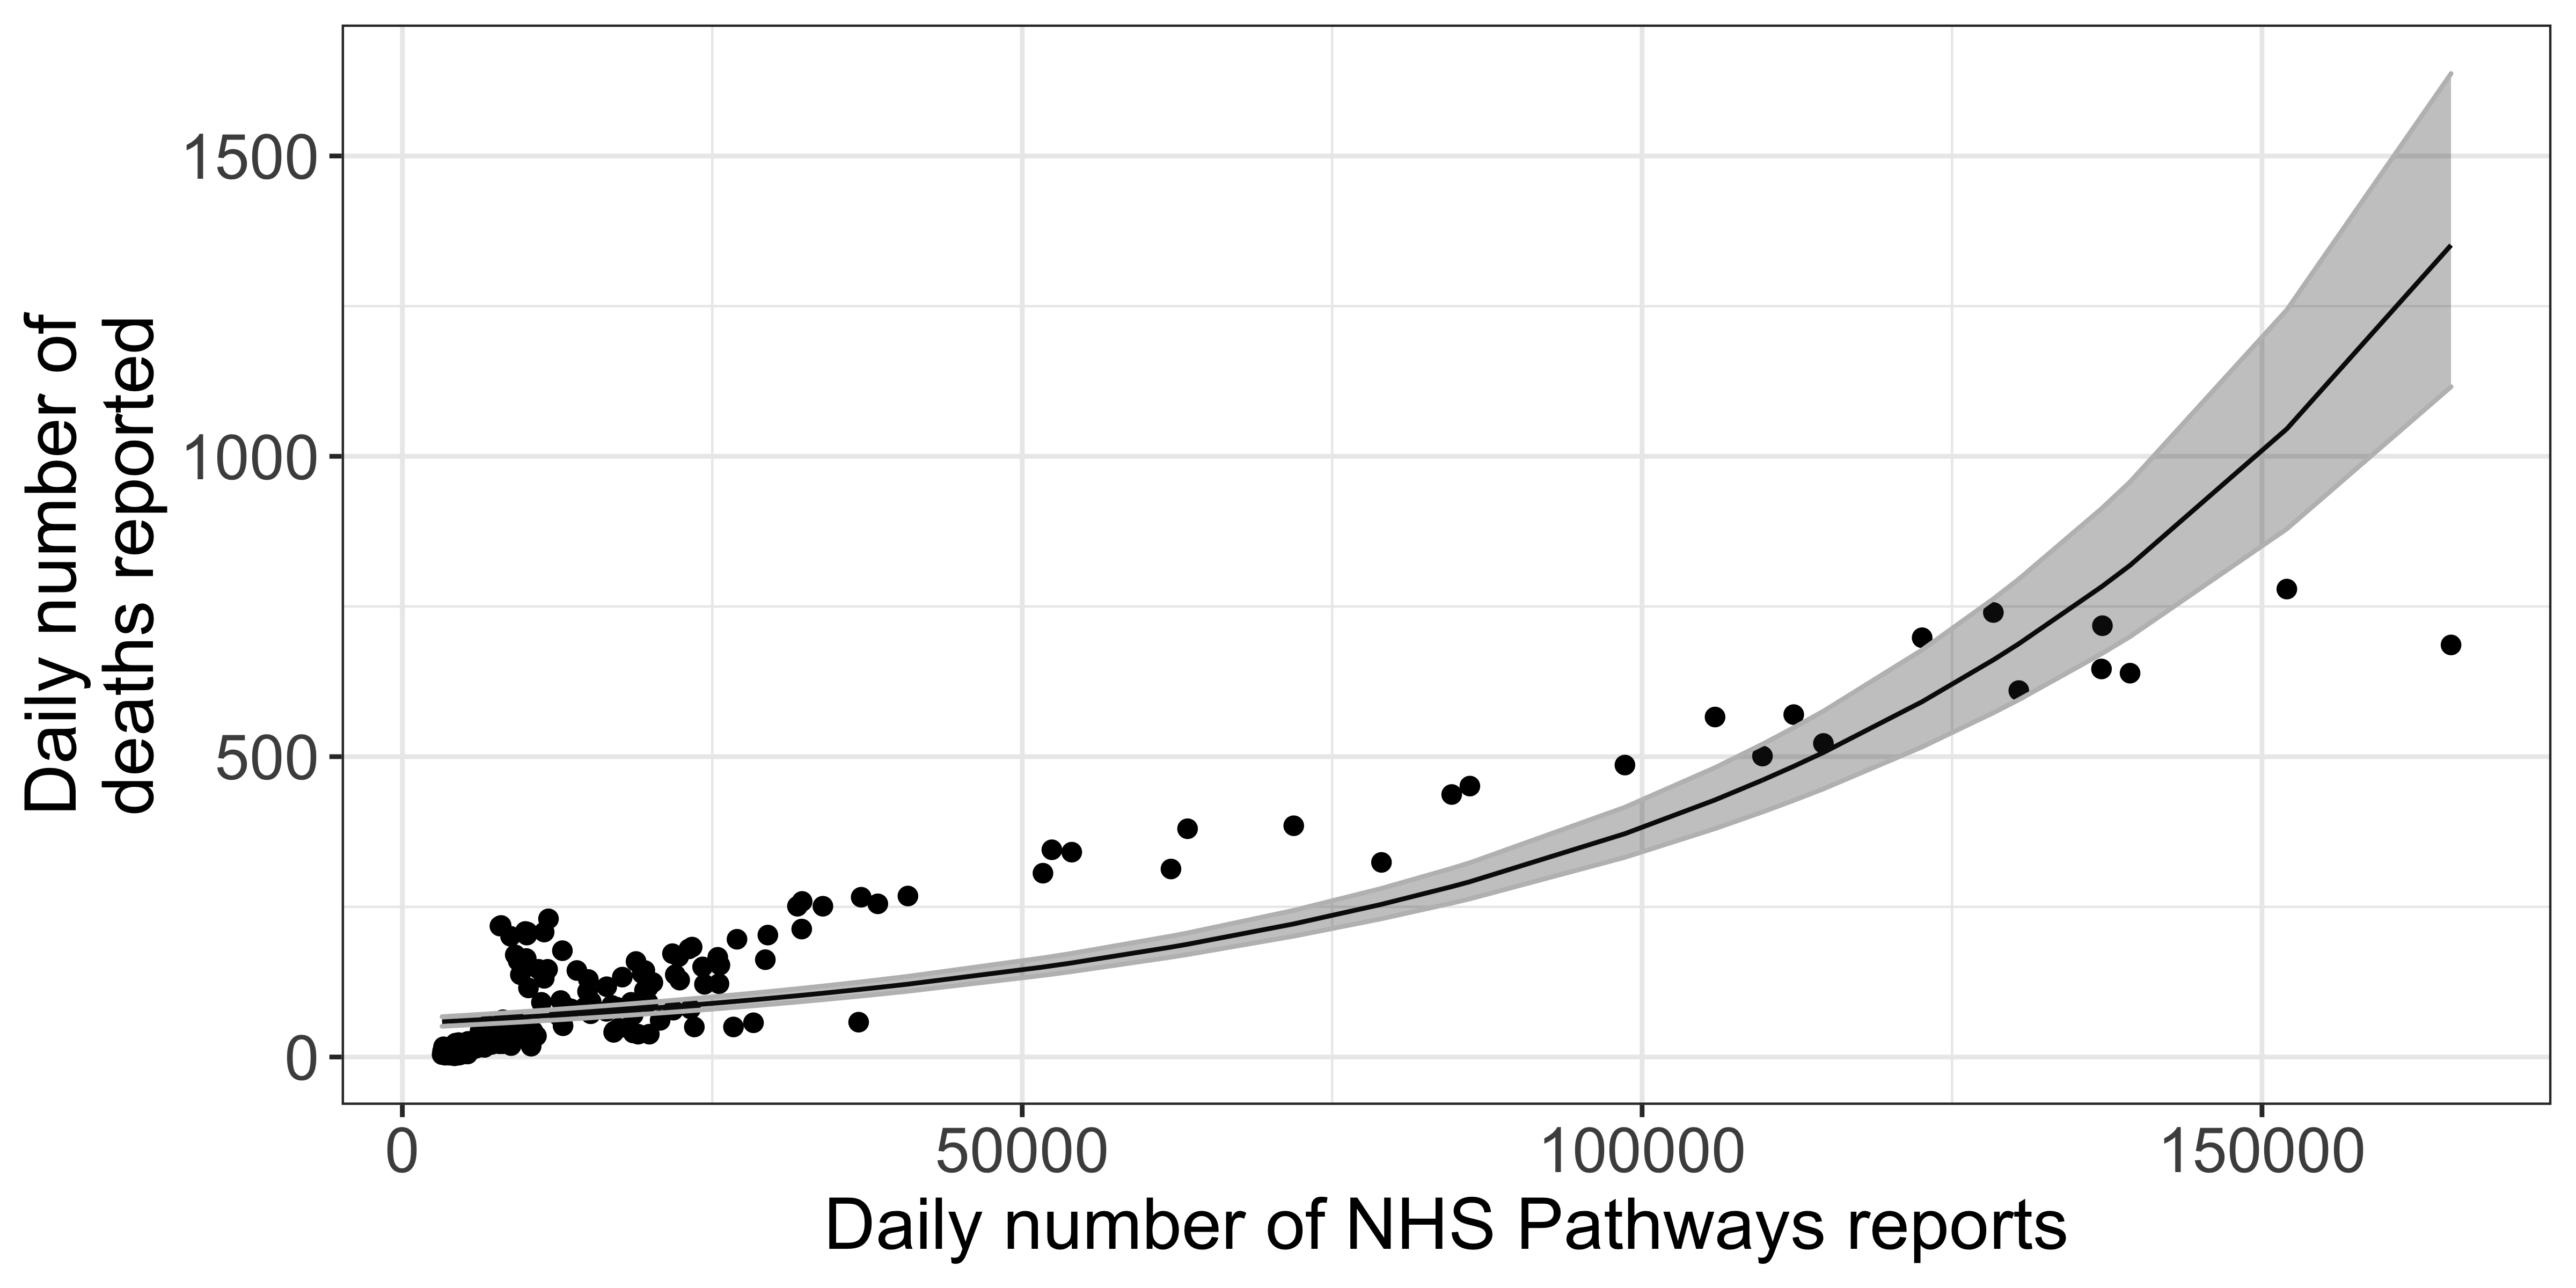 Daily number of
deaths reported
1500
1000
500
0
0
50000
100000
150000
Daily number of NHS Pathways reports